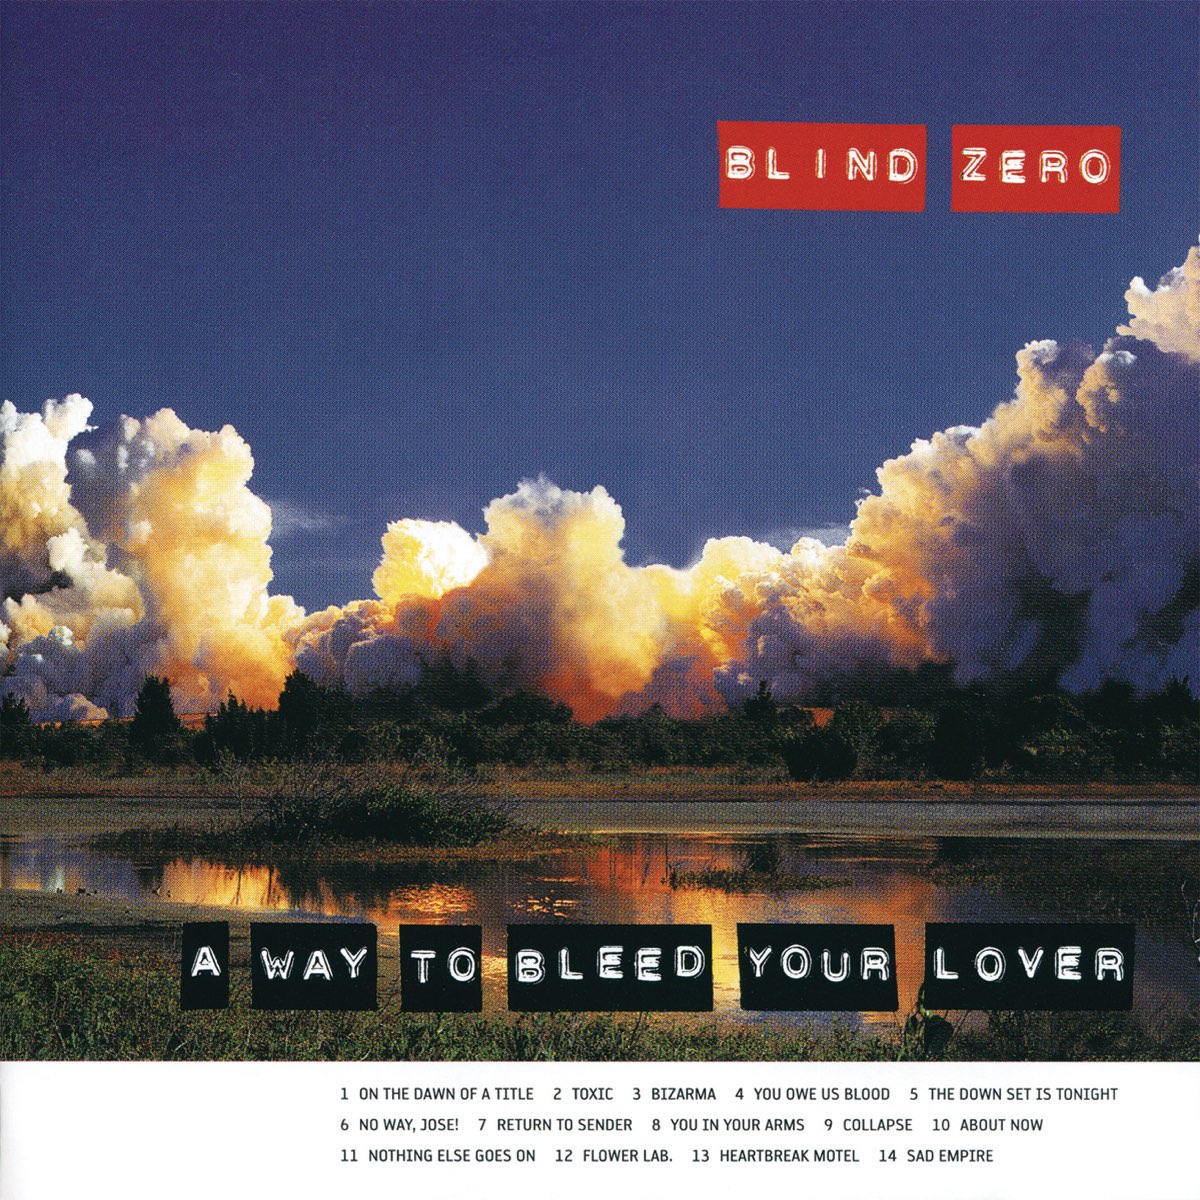 BLIND ZERO
A WAY TO BLEED YOUR LOVER
1 ON THE DAWN OF A TITLE 2 TOXIC 3 BIZARMA 4 YOU OWE US BLOOD 5 THE DOWN SET IS TONIGHT
6 NO WAY, JOSE! 7 RETURN TO SENDER 8 YOU IN YOUR ARMS 9 COLLAPSE 10 ABOUT NOW
11 NOTHING ELSE GOES ON 12 FLOWER LAB. 13 HEARTBREAK MOTEL 14 SAD EMPIRE